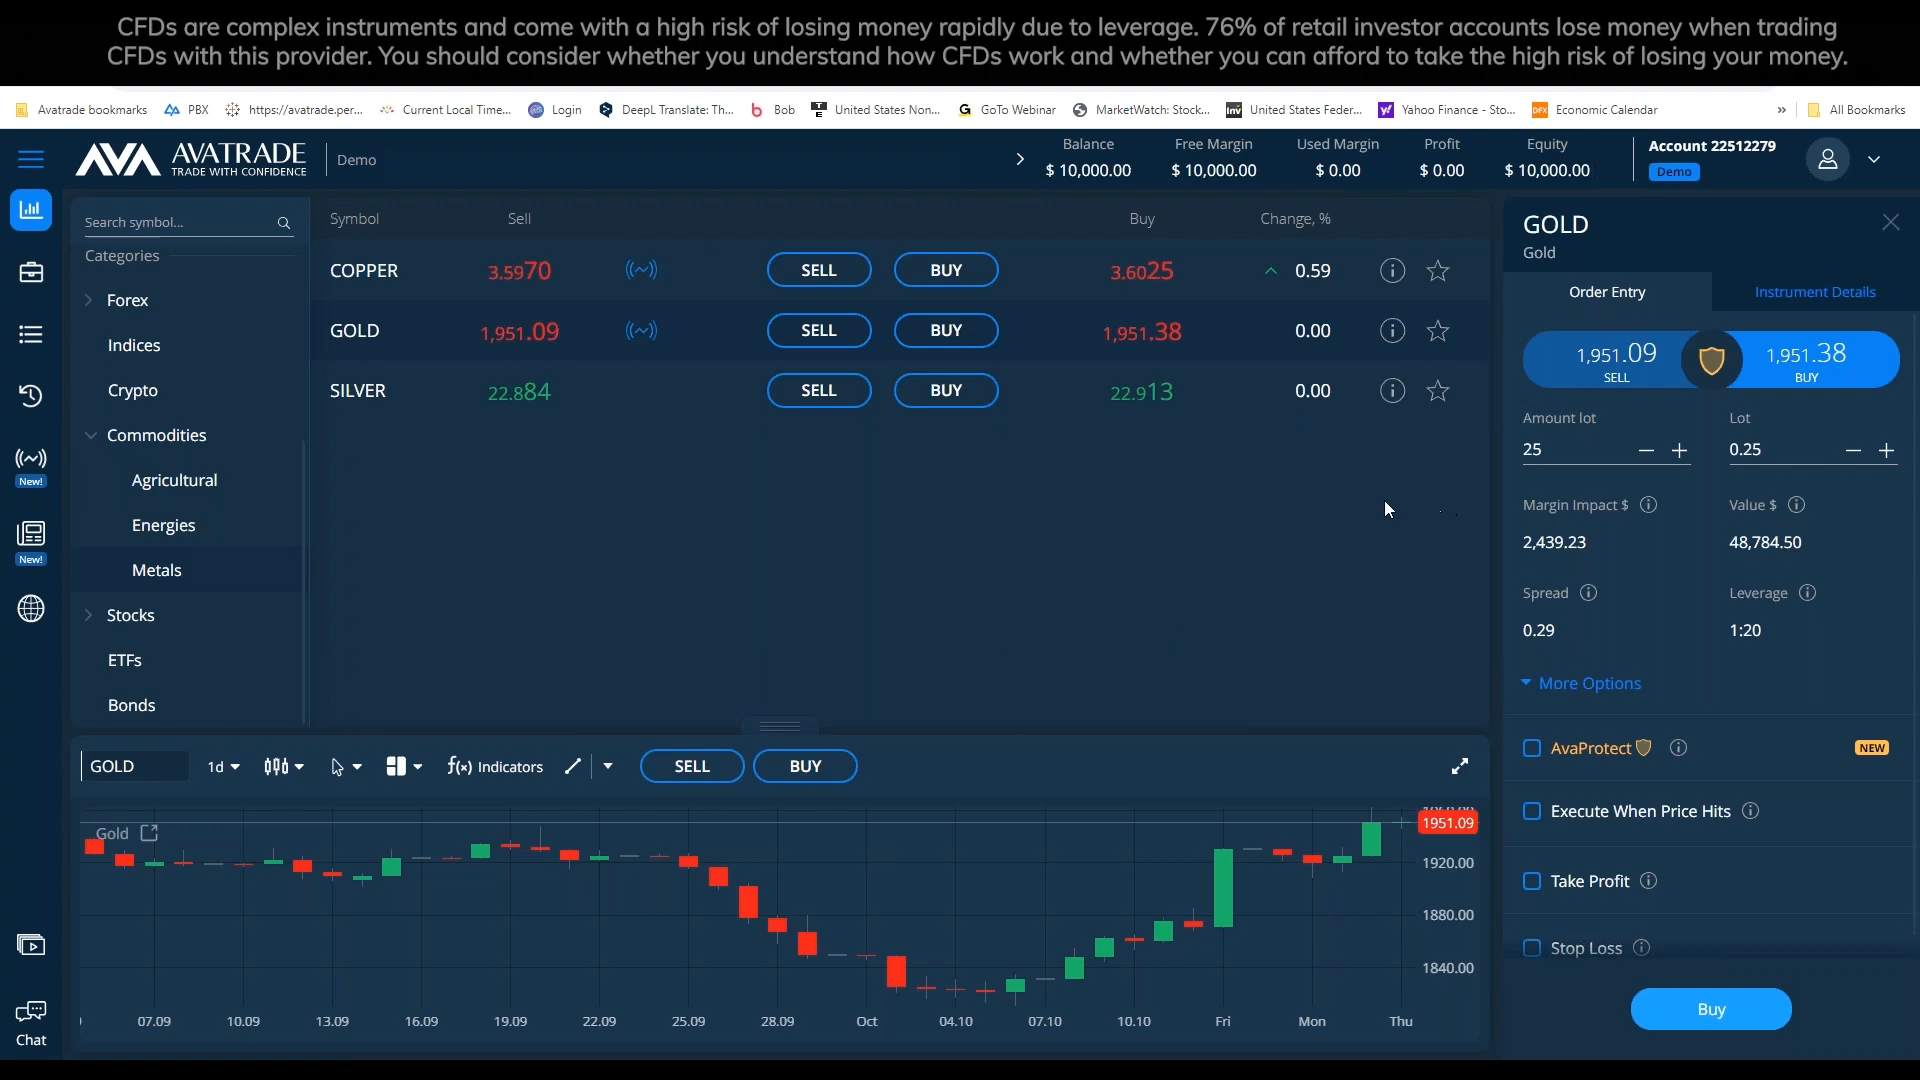 CFDs are complex instruments and come with a high risk of losing money rapidly due to leverage. 76% of retail investor accounts lose money when trading
CFDs with this provider. You should consider whether you understand how CFDs work and whether you can afford to take the high risk of losing your money.
Avatrade bookmarks PBX https://avatrade.per... Current Local Time... Login DeepL Translate: Th... Bob United States Non... GoTo Webinar MarketWatch: Stock... United States Feder... Yahoo Finance - Sto... Economic Calendar » All Bookmarks
AVA AVATRADE
TRADE WITH CONFIDENCE
Demo
Balance Free Margin Used Margin Profit Equity
$ 10,000.00 $ 10,000.00 $ 0.00 $ 0.00 $ 10,000.00
Account 22512279
Demo
Search symbol...
Categories
Forex
Indices
Crypto
Commodities
Agricultural
Energies
Metals
Stocks
ETFs
Bonds
New!
New!
Chat
Symbol Sell Buy Change, %
COPPER 3.5970 SELL BUY 3.6025 0.59
GOLD 1,951.09 SELL BUY 1,951.38 0.00
SILVER 22.884 SELL BUY 22.913 0.00
GOLD 1d f(x) Indicators SELL BUY
Gold
1951.09
1920.00
1880.00
1840.00
07.09 10.09 13.09 16.09 19.09 22.09 25.09 28.09 Oct 04.10 07.10 10.10 Fri Mon Thu
GOLD
Gold
Order Entry Instrument Details
1,951.09 1,951.38
SELL BUY
Amount lot Lot
25 − + 0.25 − +
Margin Impact $ Value $
2,439.23 48,784.50
Spread Leverage
0.29 1:20
More Options
AvaProtect NEW
Execute When Price Hits
Take Profit
Stop Loss
Buy